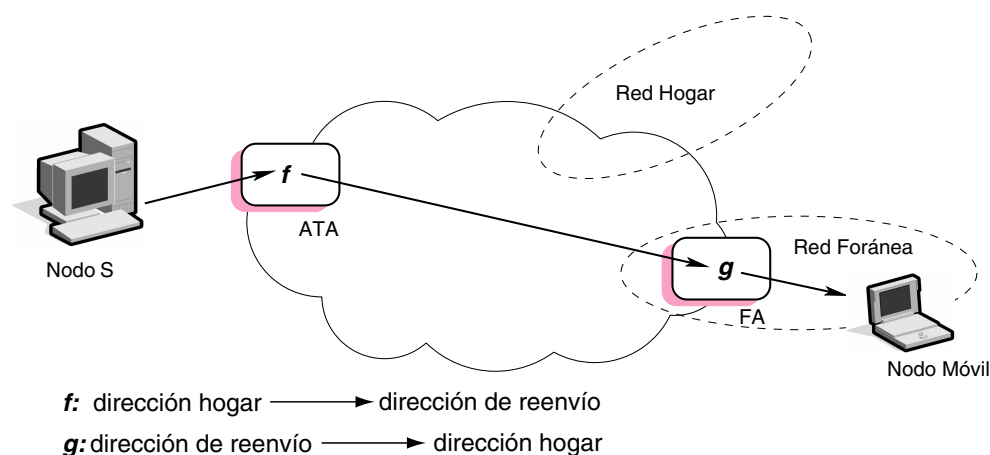 Red Hogar
f
ATA
Nodo S
Red Foránea
g
FA
Nodo Móvil
f: dirección hogar dirección de reenvío
g: dirección de reenvío dirección hogar